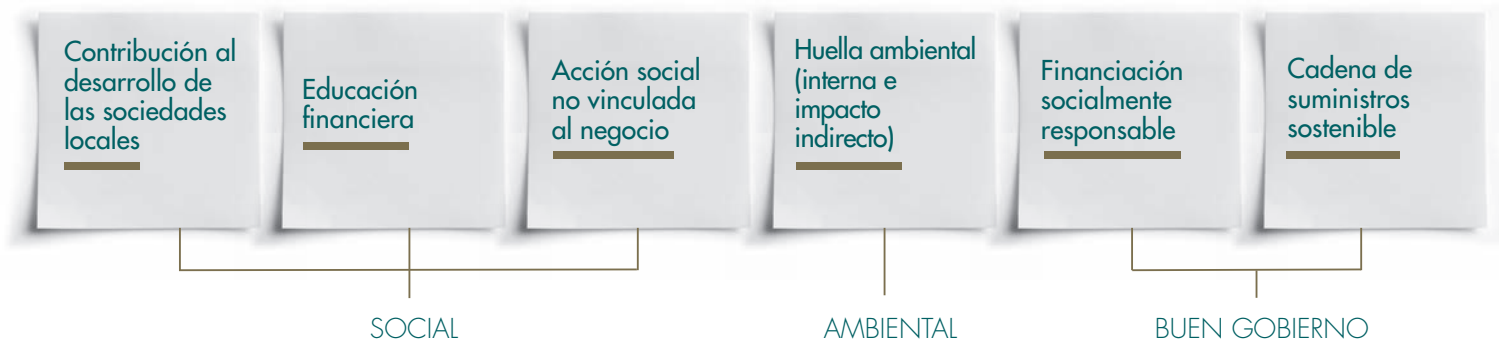 Contribución al
desarrollo de
las sociedades
locales
Educación
financiera
Acción social
no vinculada
al negocio
Huella ambiental
(interna e
impacto
indirecto)
Financiación
socialmente
responsable
Cadena de
suministros
sostenible
SOCIAL
AMBIENTAL
BUEN GOBIERNO